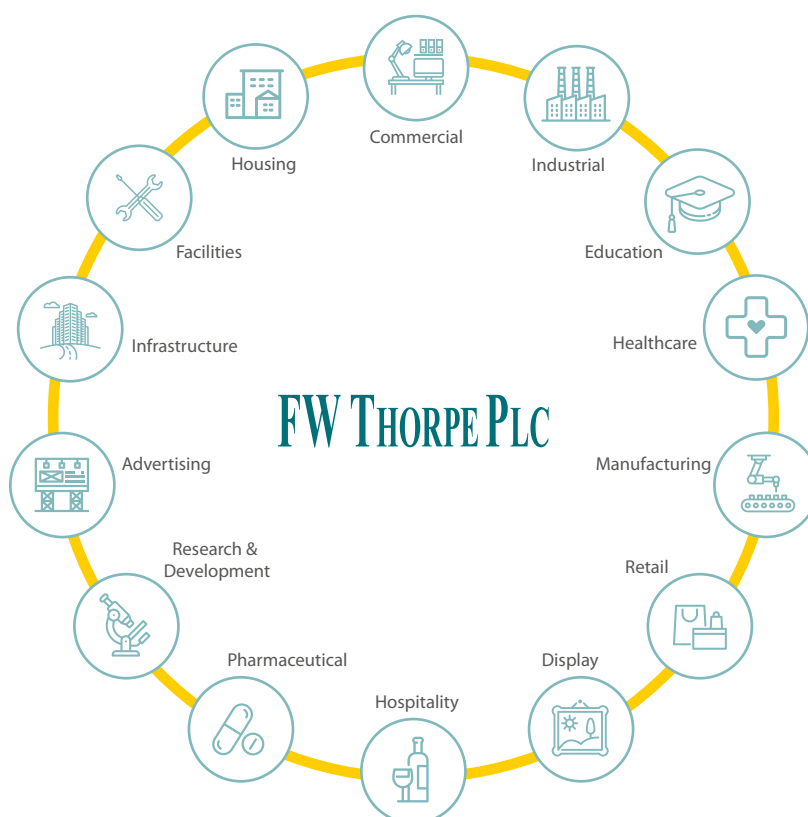 Commercial
Housing
Industrial
Facilities
Education
Infrastructure
Healthcare
FW THORPE PLC
Advertising
Manufacturing
Research &
Development
Retail
Pharmaceutical
Display
Hospitality